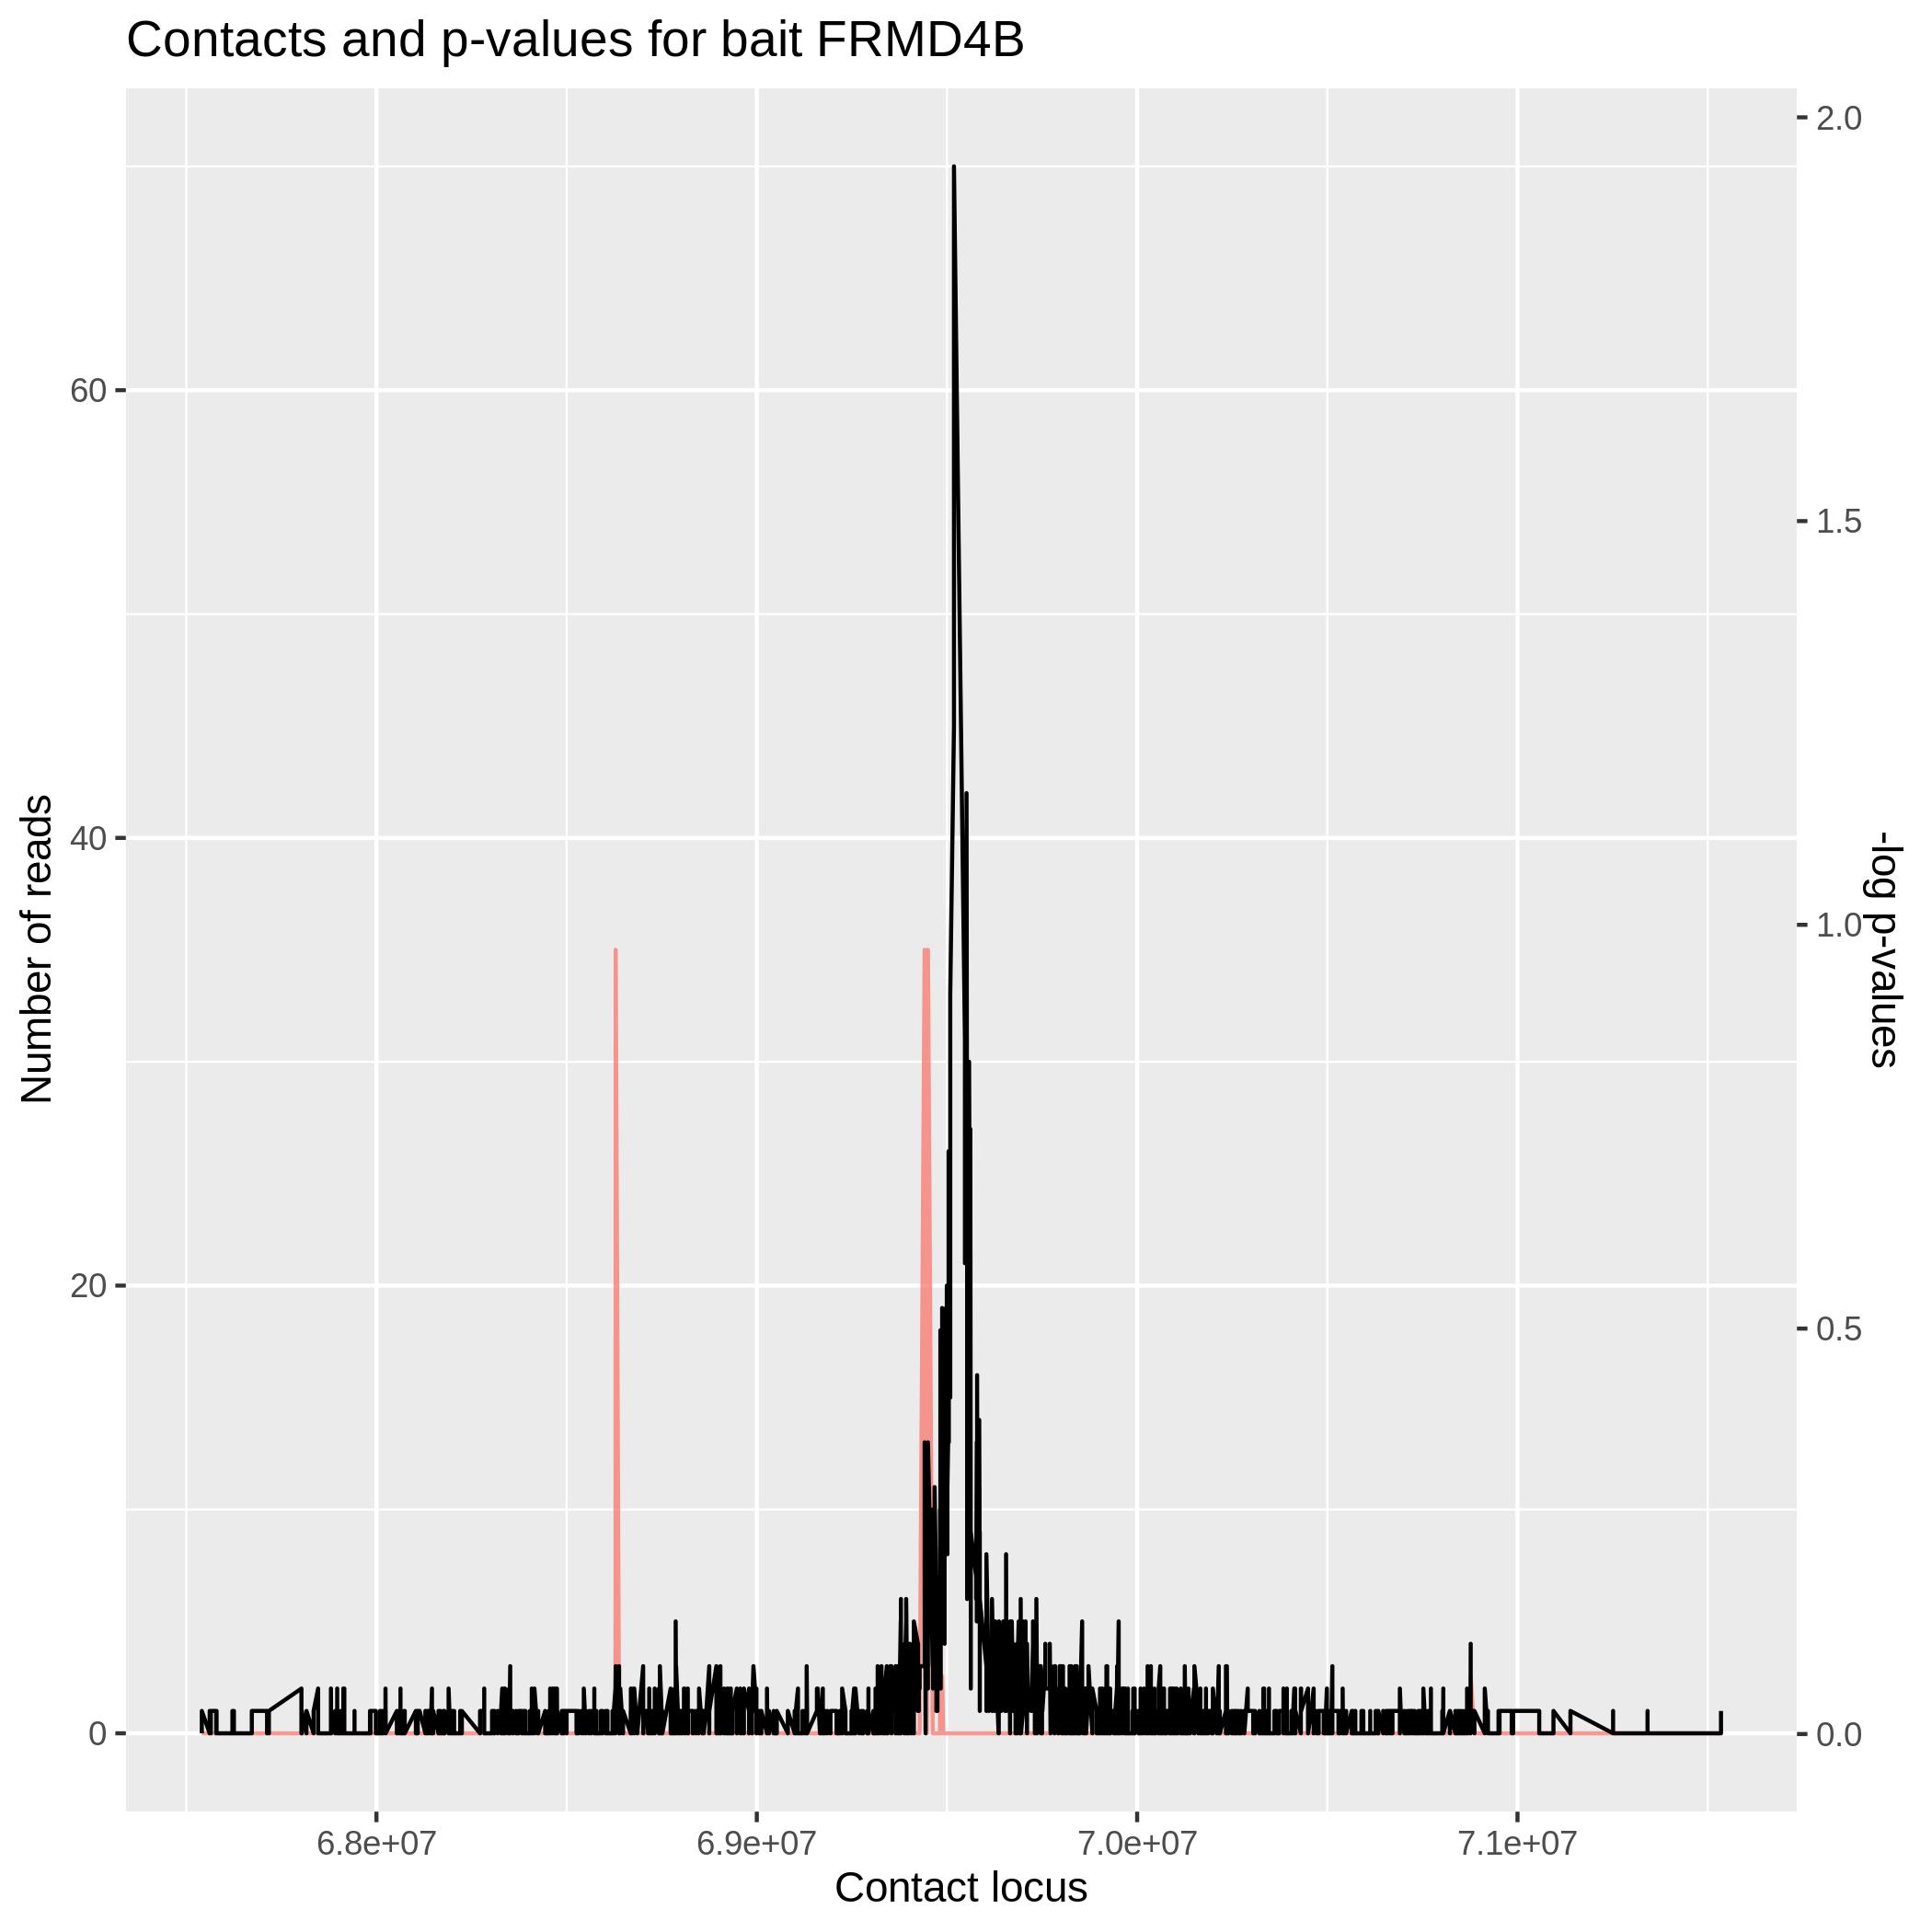 Contacts and p-values for bait FRMD4B
Number of reads
60
40
20
0
2.0
1.5
1.0
0.5
0.0
-log p-values
6.8e+07 6.9e+07 7.0e+07 7.1e+07
Contact locus